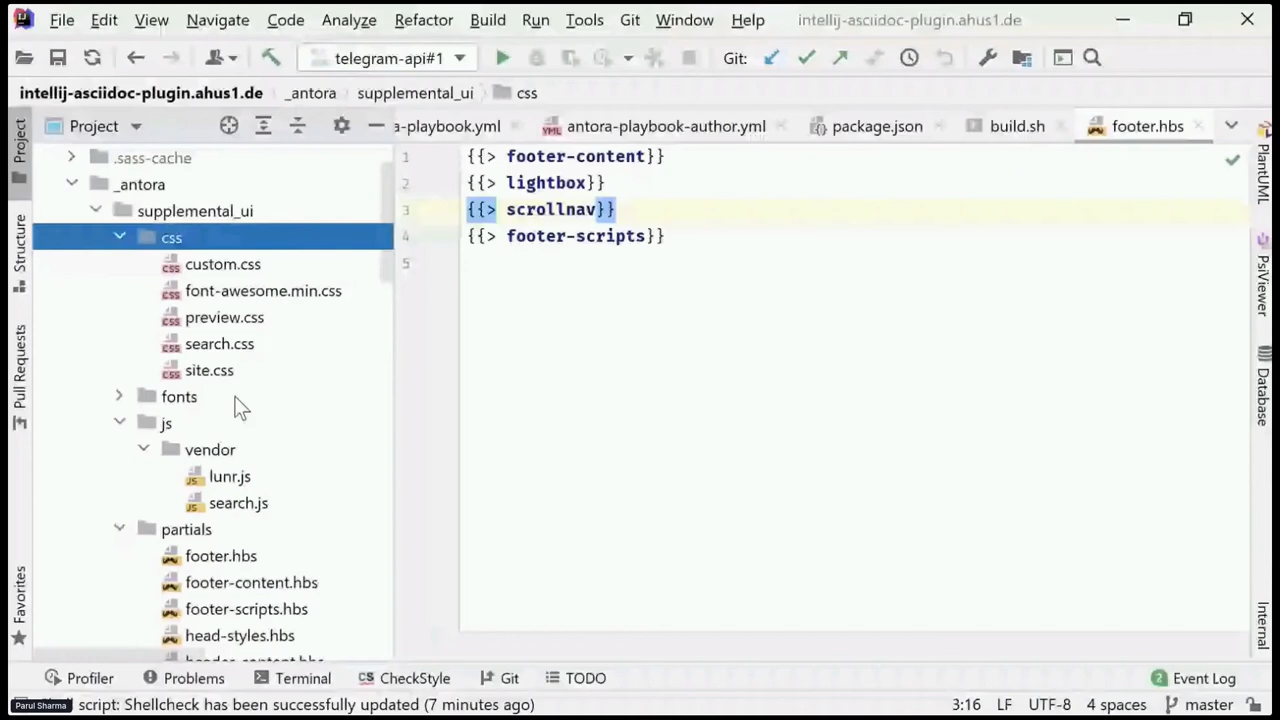 File Edit View Navigate Code Analyze Refactor Build Run Tools Git Window Help intellij-asciidoc-plugin.ahus1.de
telegram-api#1 Git:
intellij-asciidoc-plugin.ahus1.de _antora supplemental_ui css
Project a-playbook.yml antora-playbook-author.yml package.json build.sh footer.hbs
.sass-cache
_antora
supplemental_ui
css
custom.css
font-awesome.min.css
preview.css
search.css
site.css
fonts
js
vendor
lunr.js
search.js
partials
footer.hbs
footer-content.hbs
footer-scripts.hbs
head-styles.hbs
header-content.hbs
1 {{> footer-content}}
2 {{> lightbox}}
3 {{> scrollnav}}
4 {{> footer-scripts}}
5
Project
Structure
Pull Requests
Favorites
PlantUML
PsiViewer
Database
Internal
Profiler Problems Terminal CheckStyle Git TODO 2 Event Log
Parul Sharma script: Shellcheck has been successfully updated (7 minutes ago) 3:16 LF UTF-8 4 spaces master